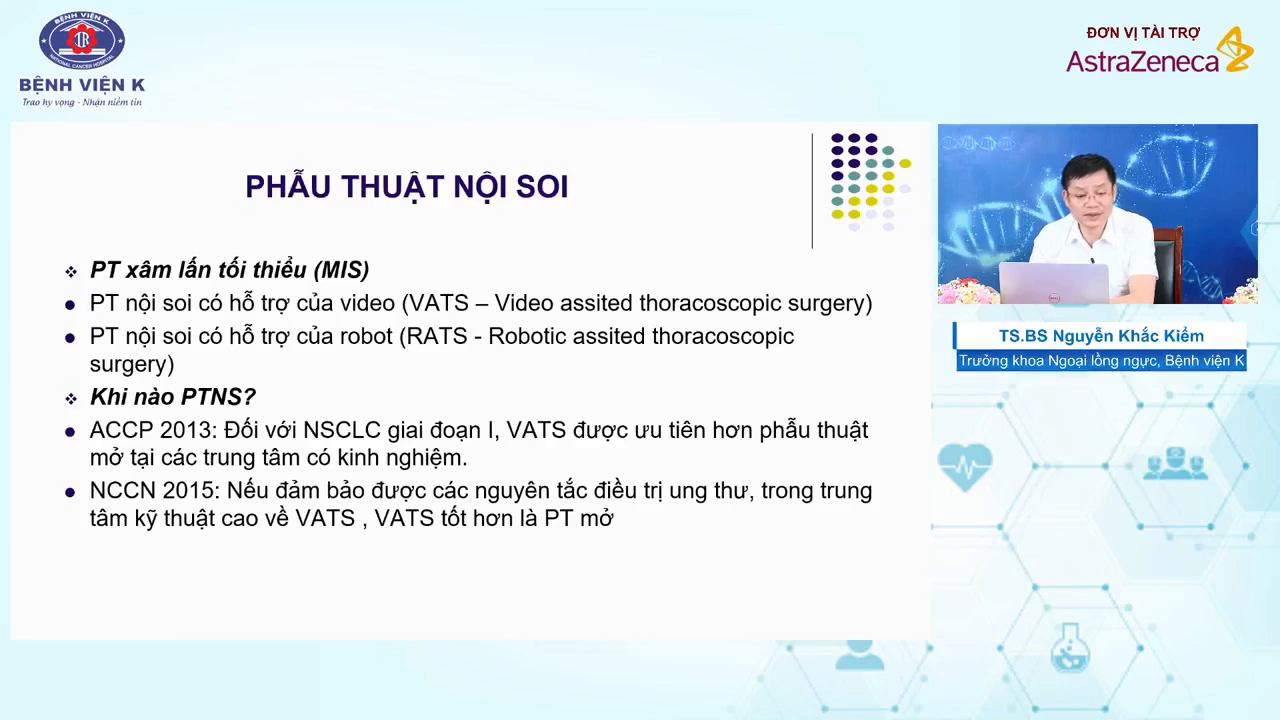 BỆNH VIỆN K
NATIONAL CANCER HOSPITAL
BỆNH VIỆN K
Trao hy vọng - Nhận niềm tin
ĐƠN VỊ TÀI TRỢ
AstraZeneca
PHẪU THUẬT NỘI SOI
PT xâm lấn tối thiểu (MIS)
PT nội soi có hỗ trợ của video (VATS – Video assited thoracoscopic surgery)
PT nội soi có hỗ trợ của robot (RATS - Robotic assited thoracoscopic
surgery)
Khi nào PTNS?
ACCP 2013: Đối với NSCLC giai đoạn I, VATS được ưu tiên hơn phẫu thuật
mở tại các trung tâm có kinh nghiệm.
NCCN 2015: Nếu đảm bảo được các nguyên tắc điều trị ung thư, trong trung
tâm kỹ thuật cao về VATS , VATS tốt hơn là PT mở
TS.BS Nguyễn Khắc Kiểm
Trưởng khoa Ngoại lồng ngực, Bệnh viện K